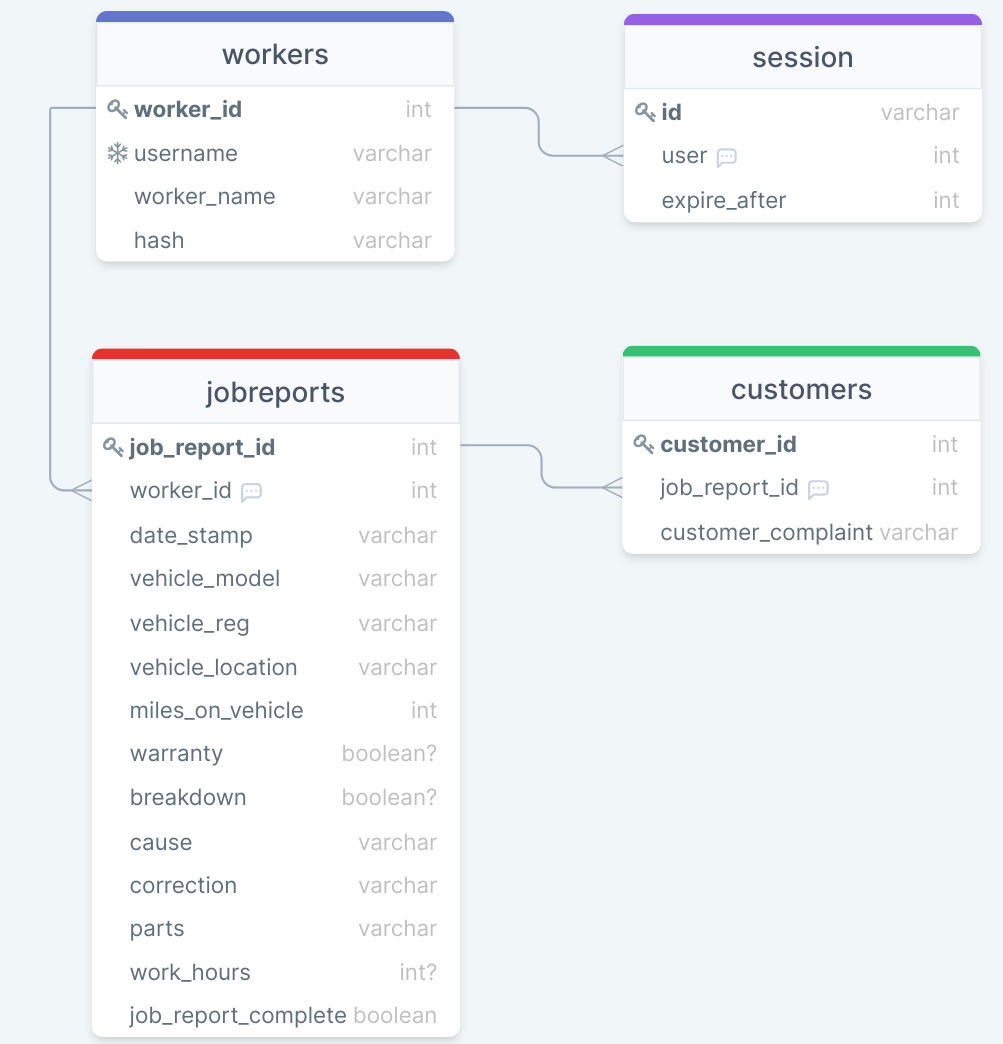 workers
worker_id int
username varchar
worker_name varchar
hash varchar
session
id varchar
user int
expire_after int
jobreports
job_report_id int
worker_id int
date_stamp varchar
vehicle_model varchar
vehicle_reg varchar
vehicle_location varchar
miles_on_vehicle int
warranty boolean?
breakdown boolean?
cause varchar
correction varchar
parts varchar
work_hours int?
job_report_complete boolean
customers
customer_id int
job_report_id int
customer_complaint varchar